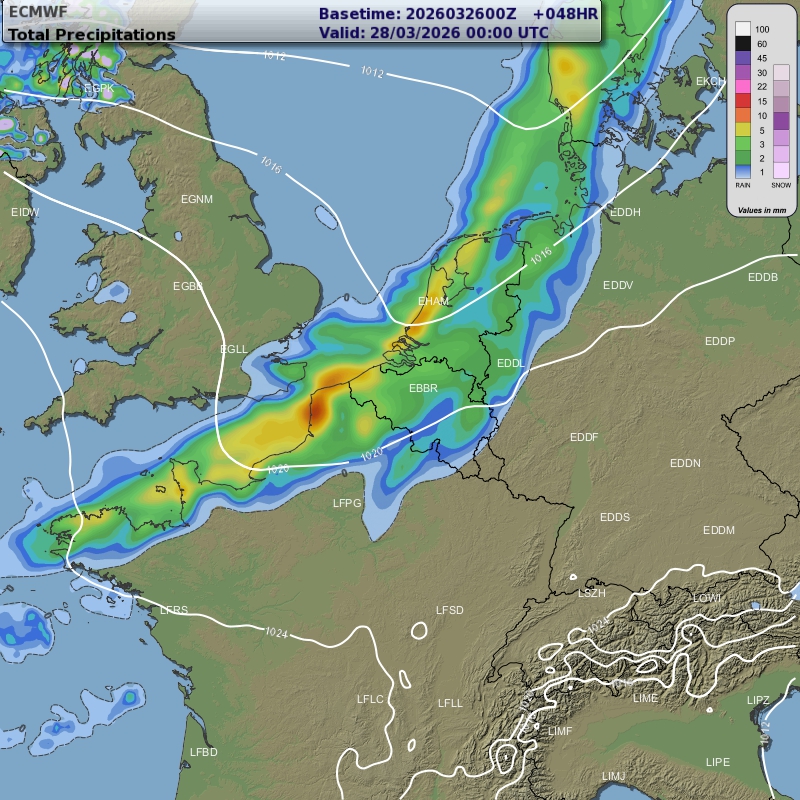 ECMWF
Basetime: 2026032600Z +048HR
Total Precipitations
Valid: 28/03/2026 00:00 UTC
100
60
45
30
22
15
10
5
3
2
1
RAIN SNOW
Values in mm
1012
1012
EGPK
EKCH
1016
EGNM
EIDW
EDDH
1016
EDDB
EGBB
EDDV
EHAM
EDDP
EGLL
EDDL
EBBR
EDDF
1020
1020
EDDN
LFPG
EDDS
EDDM
LSZH
LOWI
LFRS
LFSD
1024
1024
LFLC
LFLL
LIME
LIPZ
LIMF
1012
LFBD
LIPE
LIMJ